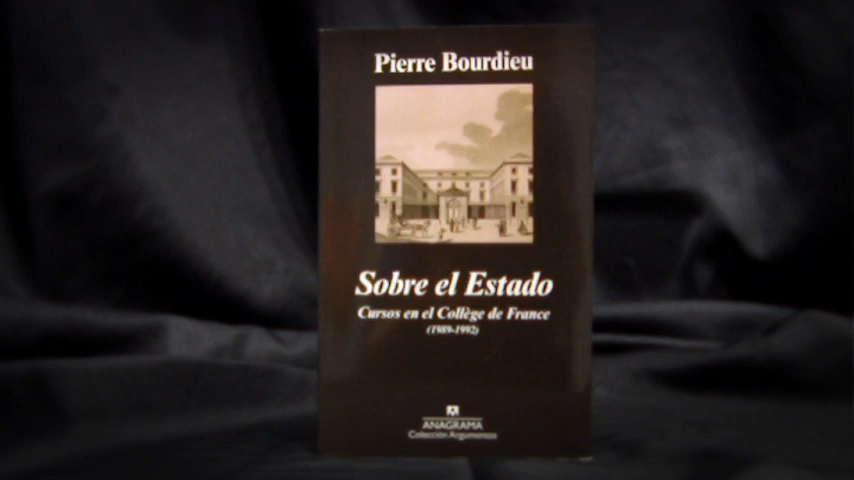 Pierre Bourdieu
Sobre el Estado
Cursos en el Collège de France
(1989-1992)
ANAGRAMA
Colección Argumentos